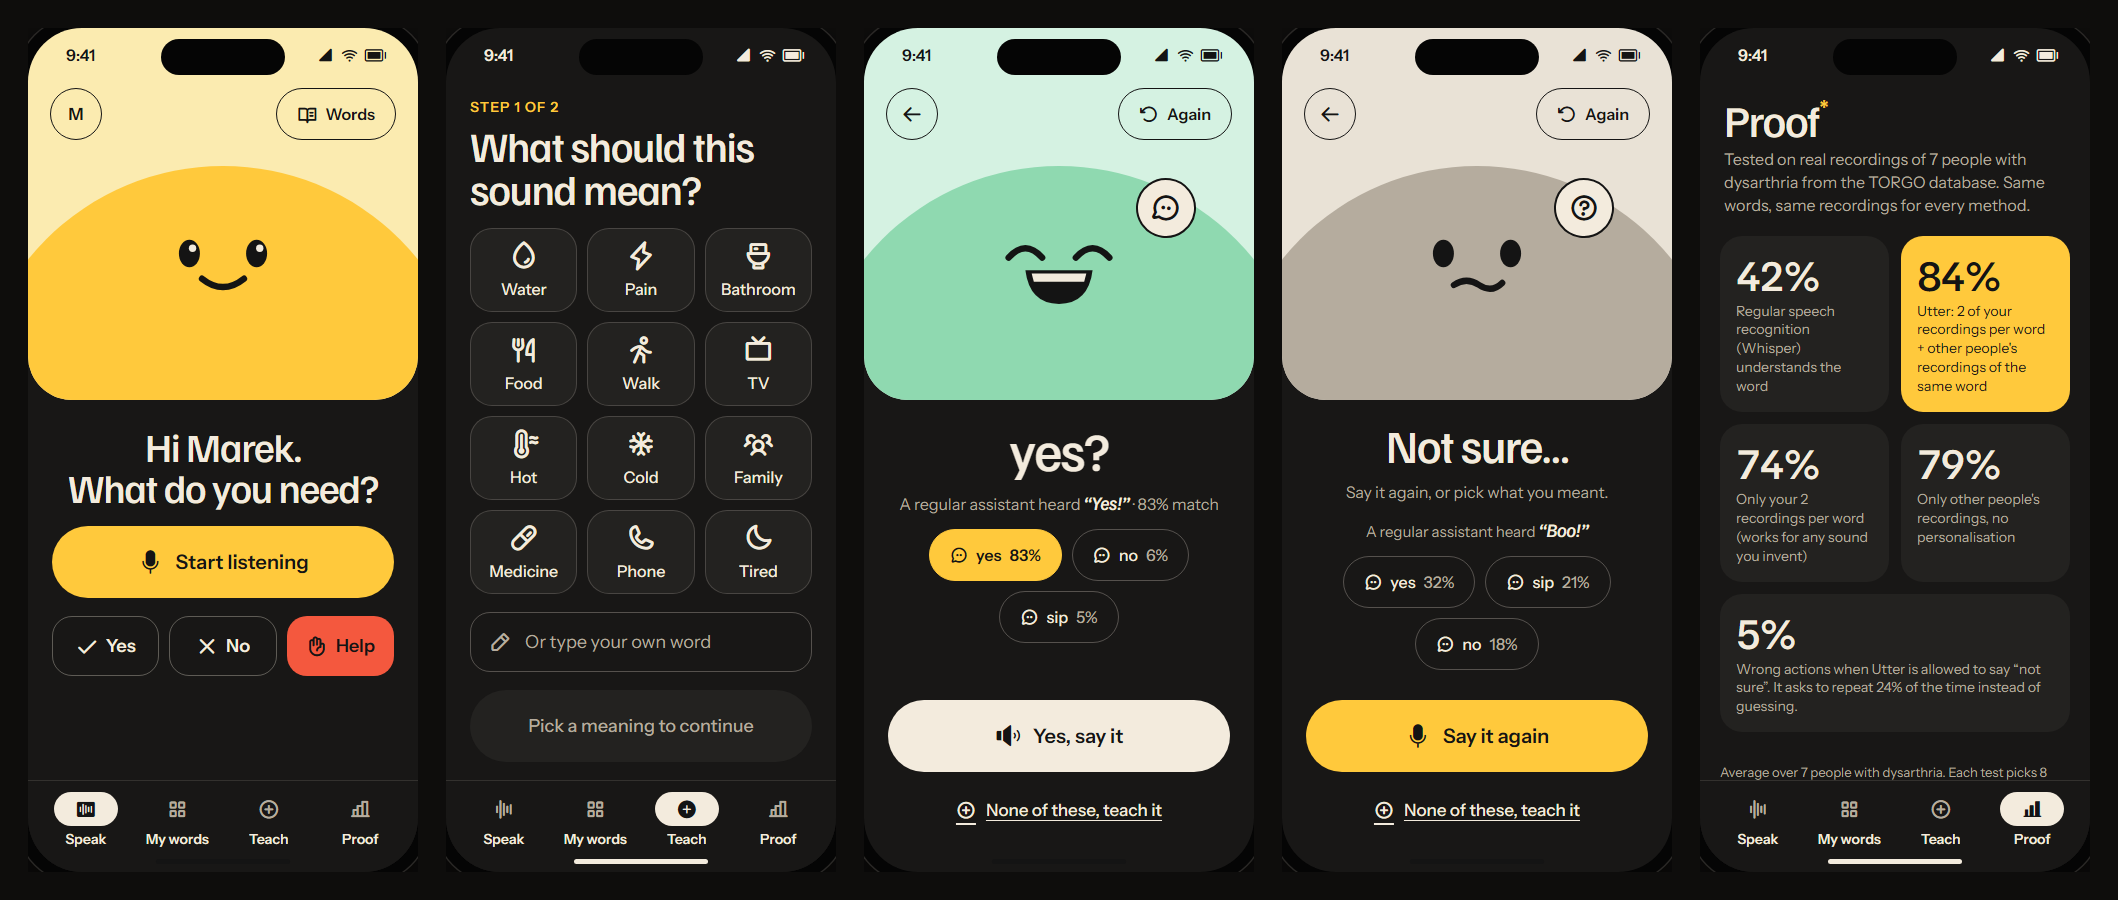 9:41
M
Words
Hi Marek.
What do you need?
Start listening
Yes
No
Help
Speak
My words
Teach
Proof
9:41
STEP 1 OF 2
What should this
sound mean?
Water
Pain
Bathroom
Food
Walk
TV
Hot
Cold
Family
Medicine
Phone
Tired
Or type your own word
Pick a meaning to continue
Speak
My words
Teach
Proof
9:41
Again
yes?
A regular assistant heard “Yes!” · 83% match
yes 83%
no 6%
sip 5%
Yes, say it
None of these, teach it
9:41
Again
Not sure...
Say it again, or pick what you meant.
A regular assistant heard “Boo!”
yes 32%
sip 21%
no 18%
Say it again
None of these, teach it
9:41
Proof*
Tested on real recordings of 7 people with
dysarthria from the TORGO database. Same
words, same recordings for every method.
42%
Regular speech
recognition
(Whisper)
understands the
word
84%
Utter: 2 of your
recordings per word
+ other people's
recordings of the
same word
74%
Only your 2
recordings per word
(works for any sound
you invent)
79%
Only other people's
recordings, no
personalisation
5%
Wrong actions when Utter is allowed to say “not
sure”. It asks to repeat 24% of the time instead of
guessing.
Average over 7 people with dysarthria. Each test picks 8
Speak
My words
Teach
Proof